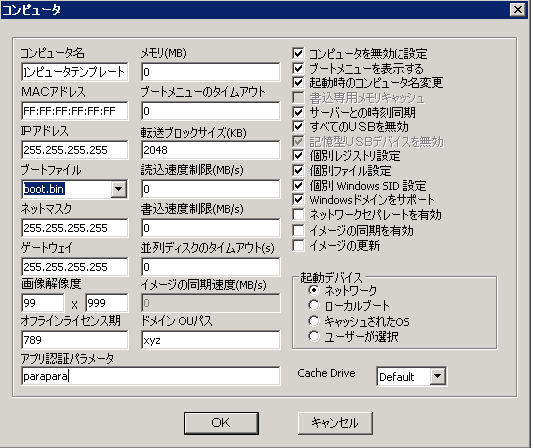 コンピュータ
コンピュータ名
コンピュータテンプレート
MACアドレス
FF:FF:FF:FF:FF:FF
IPアドレス
255.255.255.255
ブートファイル
boot.bin
ネットマスク
255.255.255.255
ゲートウェイ
255.255.255.255
画像解像度
99 x 999
オフラインライセンス期
789
アプリ認証パラメータ
parapara
メモリ(MB)
0
ブートメニューのタイムアウト
0
転送ブロックサイズ(KB)
2048
読込速度制限(MB/s)
0
書込速度制限(MB/s)
0
並列ディスクのタイムアウト(s)
0
イメージの同期速度(MB/s)
0
ドメイン OUパス
xyz
コンピュータを無効に設定
ブートメニューを表示する
起動時のコンピュータ名変更
書込専用メモリキャッシュ
サーバーとの時刻同期
すべてのUSBを無効
記憶型USBデバイスを無効
個別レジストリ設定
個別ファイル設定
個別 Windows SID 設定
Windowsドメインをサポート
ネットワークセパレートを有効
イメージの同期を有効
イメージの更新
起動デバイス
ネットワーク
ローカルブート
キャッシュされたOS
ユーザーが選択
Cache Drive
Default
OK
キャンセル